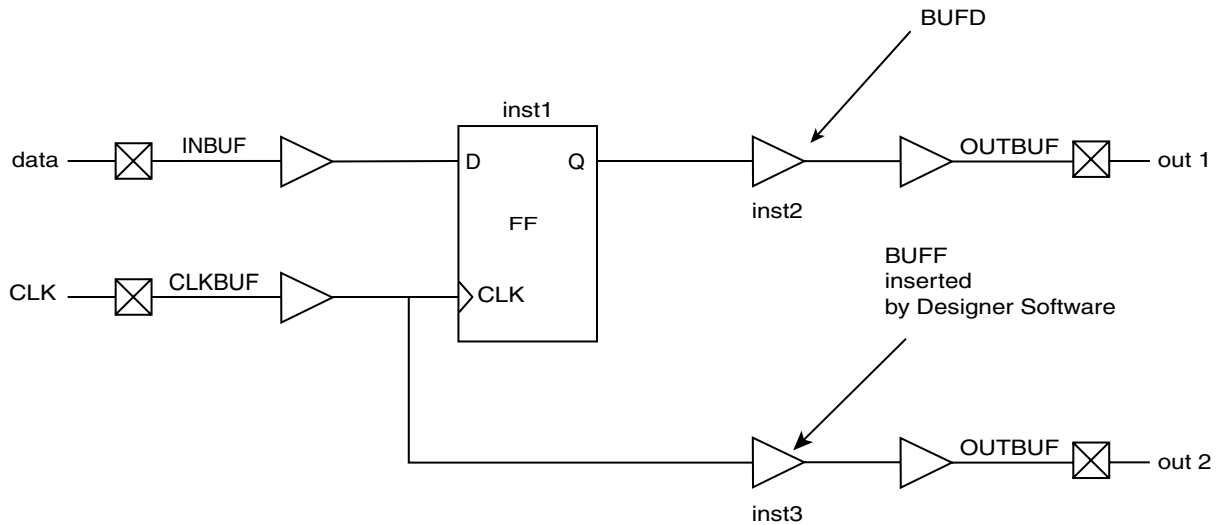 BUFD
inst1
data
INBUF
D
Q
OUTBUF
out 1
FF
inst2
CLK
CLKBUF
CLK
BUFF
inserted
by Designer Software
OUTBUF
out 2
inst3